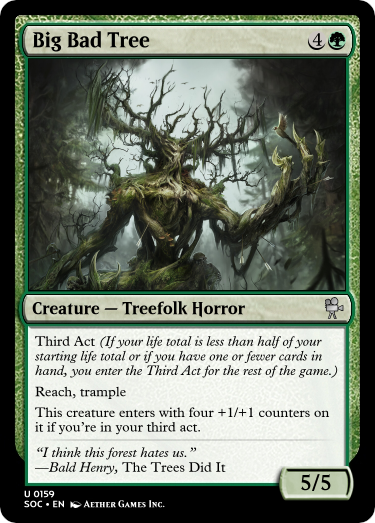 Big Bad Tree 4
Creature — Treefolk Horror
Third Act (If your life total is less than half of your
starting life total or if you have one or fewer cards in
hand, you enter the Third Act for the rest of the game.)
Reach, trample
This creature enters with four +1/+1 counters on
it if you're in your third act.
"I think this forest hates us."
—Bald Henry, The Trees Did It
5/5
U 0159
SOC • EN Aether Games Inc.